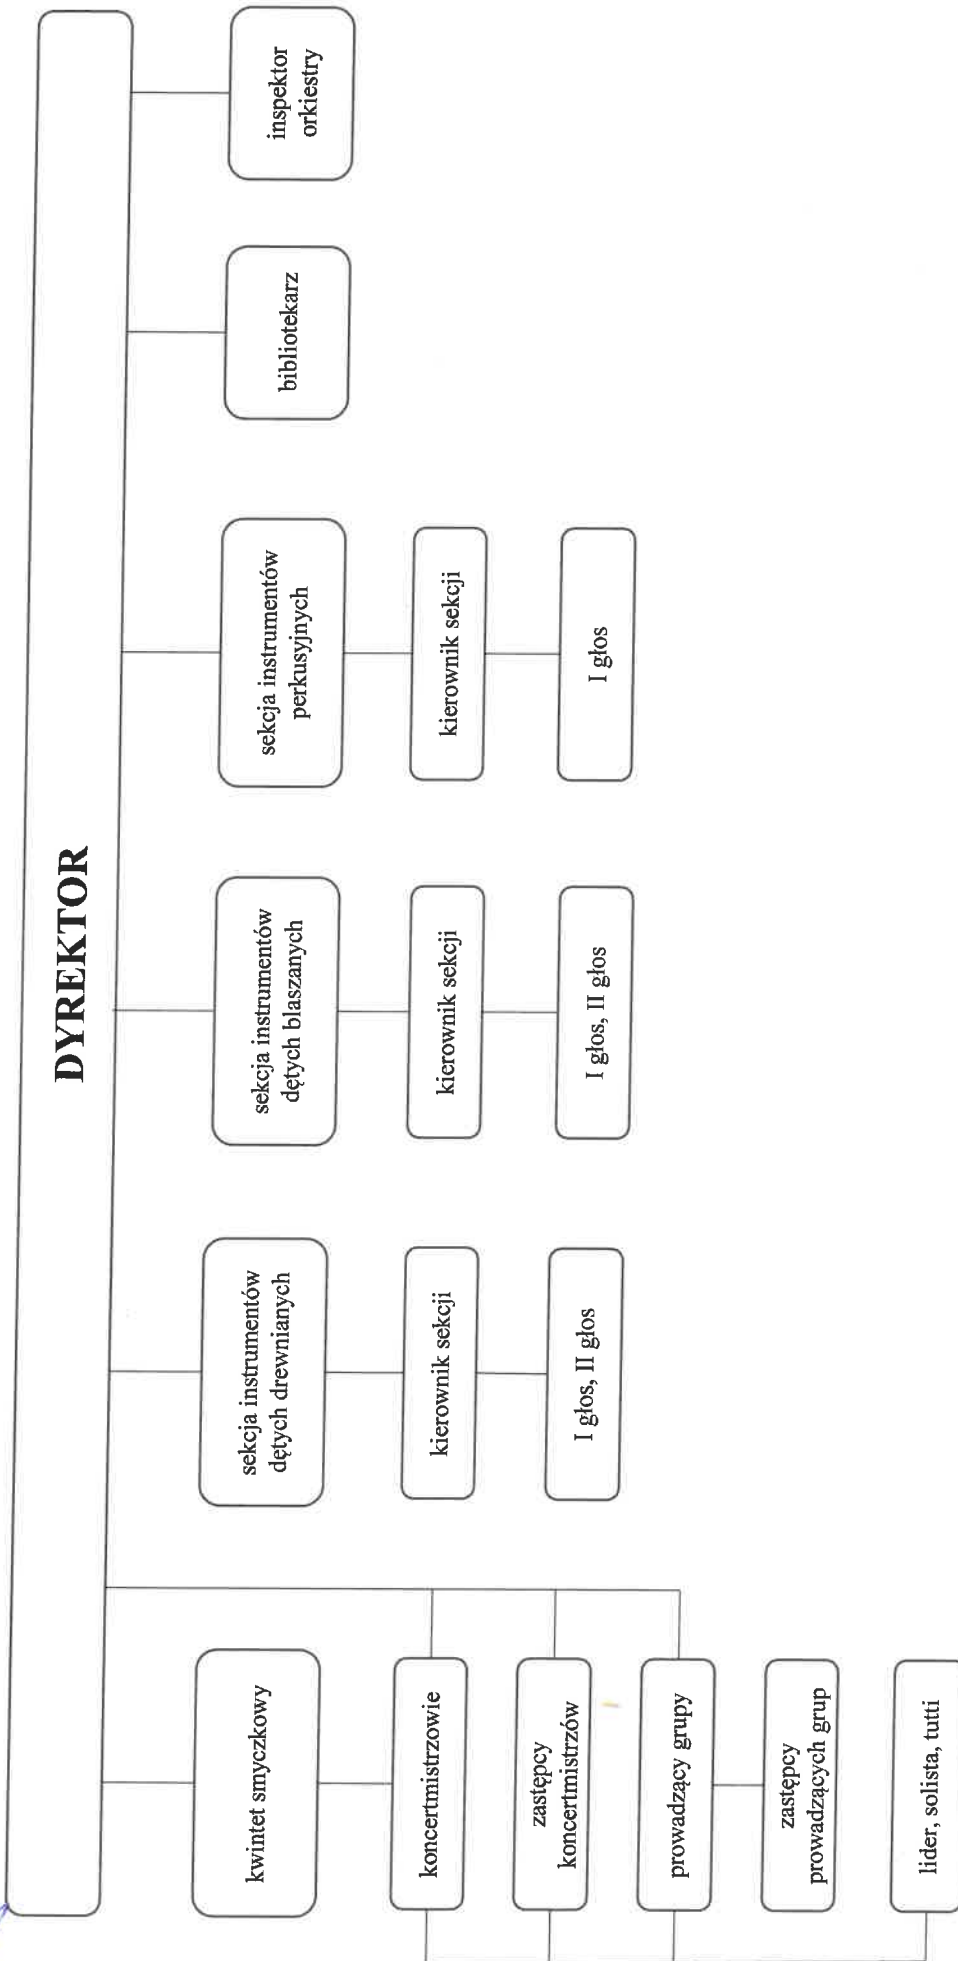 DYREKTOR
kwintet smyczkowy
koncertmistrzowie
zastępcy
koncertmistrzów
prowadzący grupy
zastępcy
prowadzących grup
lider, solista, tutti
sekcja instrumentów
dętych drewnianych
kierownik sekcji
I głos, II głos
sekcja instrumentów
dętych blaszanych
kierownik sekcji
I głos, II głos
sekcja instrumentów
perkusyjnych
kierownik sekcji
I głos
bibliotekarz
inspektor
orkiestry